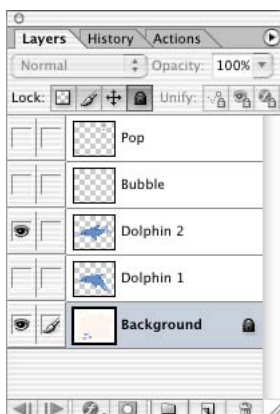 Layers History Actions
Normal Opacity: 100%
Lock: Unify:
Pop
Bubble
Dolphin 2
Dolphin 1
Background